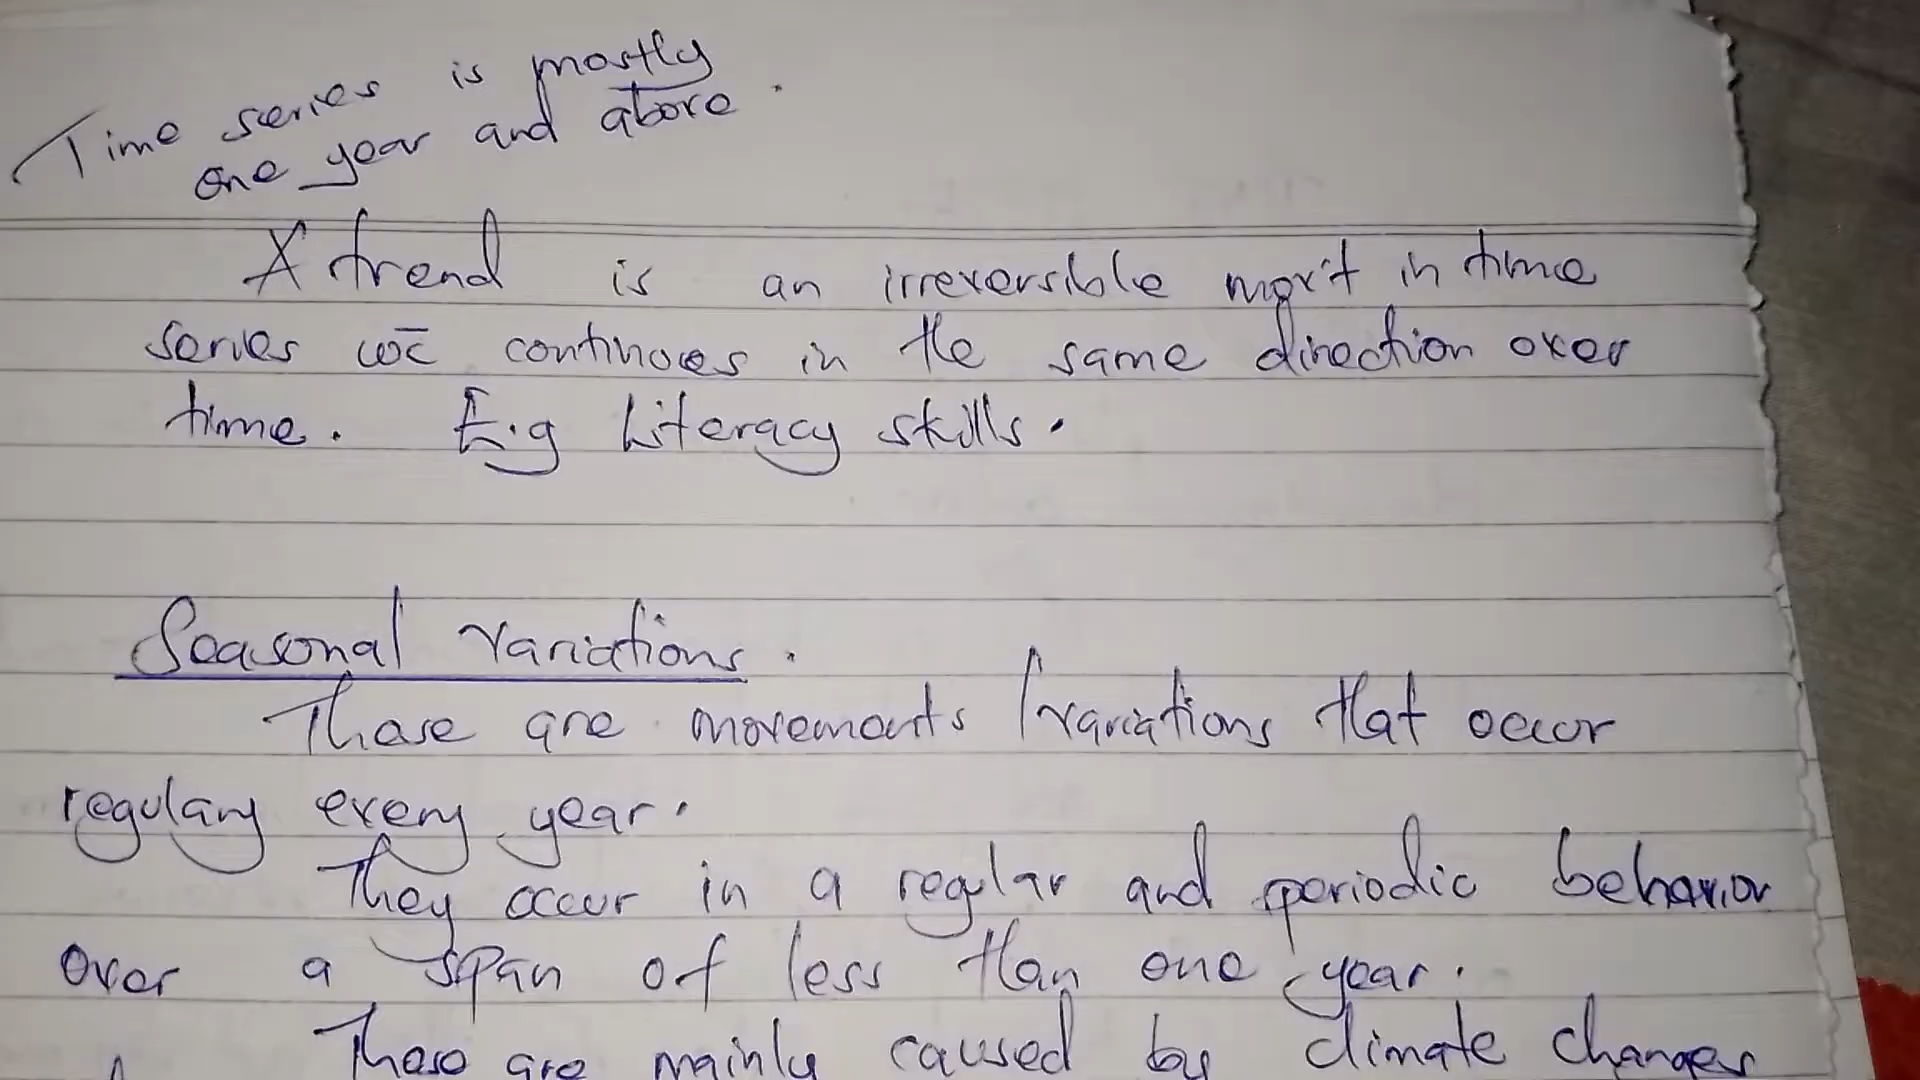 Time series is mostly
one year and above.
A trend is an irreversible mov't in time
series wc̄ continues in the same direction over
time. E.g Literacy skills.
Seasonal variations.
These are movements / variations that occur
regulary every year.
They occur in a regular and periodic behavior
over a span of less than one year.
These are mainly caused by climate changes